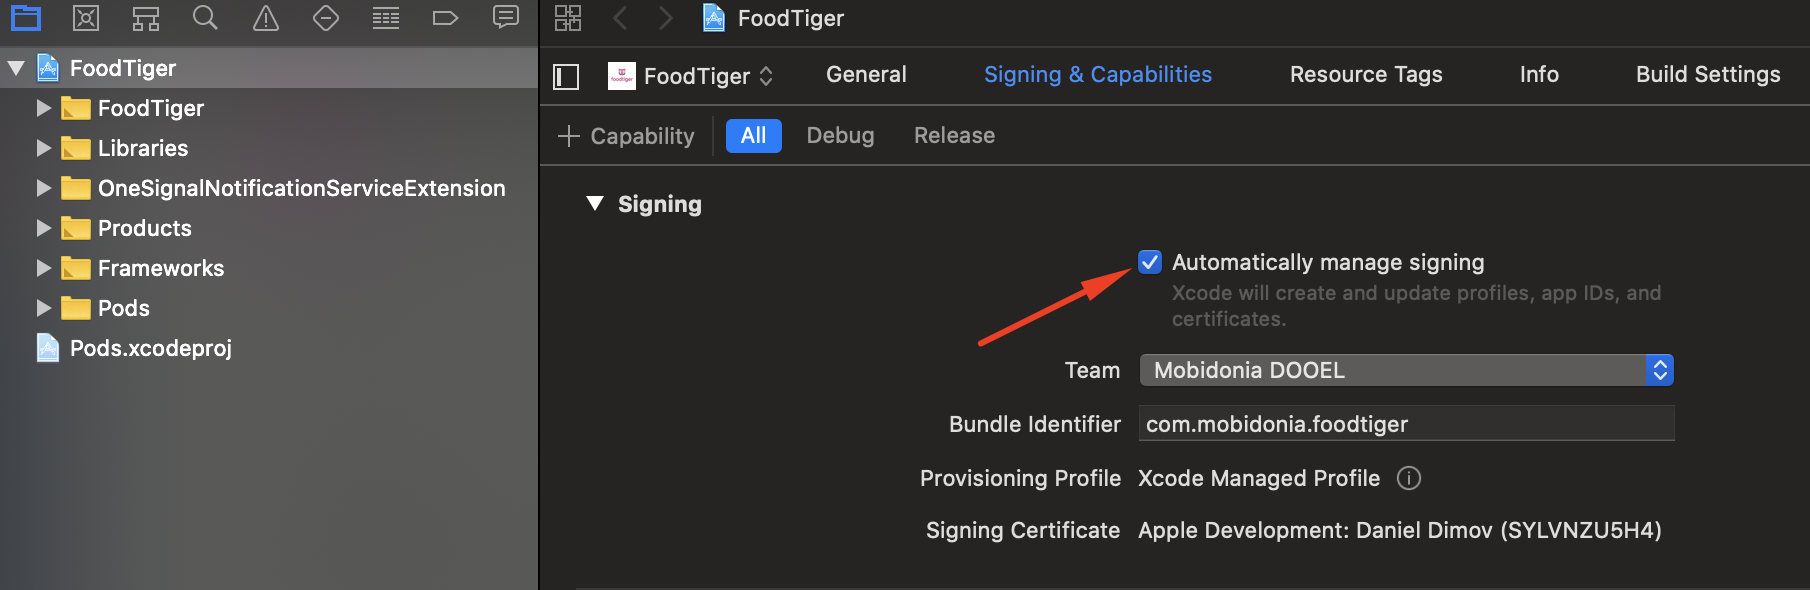 FoodTiger
FoodTiger
Libraries
OneSignalNotificationServiceExtension
Products
Frameworks
Pods
Pods.xcodeproj
FoodTiger
foodtiger
FoodTiger
General
Signing & Capabilities
Resource Tags
Info
Build Settings
Capability
All
Debug
Release
Signing
Automatically manage signing
Xcode will create and update profiles, app IDs, and
certificates.
Team
Mobidonia DOOEL
Bundle Identifier
com.mobidonia.foodtiger
Provisioning Profile
Xcode Managed Profile
Signing Certificate
Apple Development: Daniel Dimov (SYLVNZU5H4)